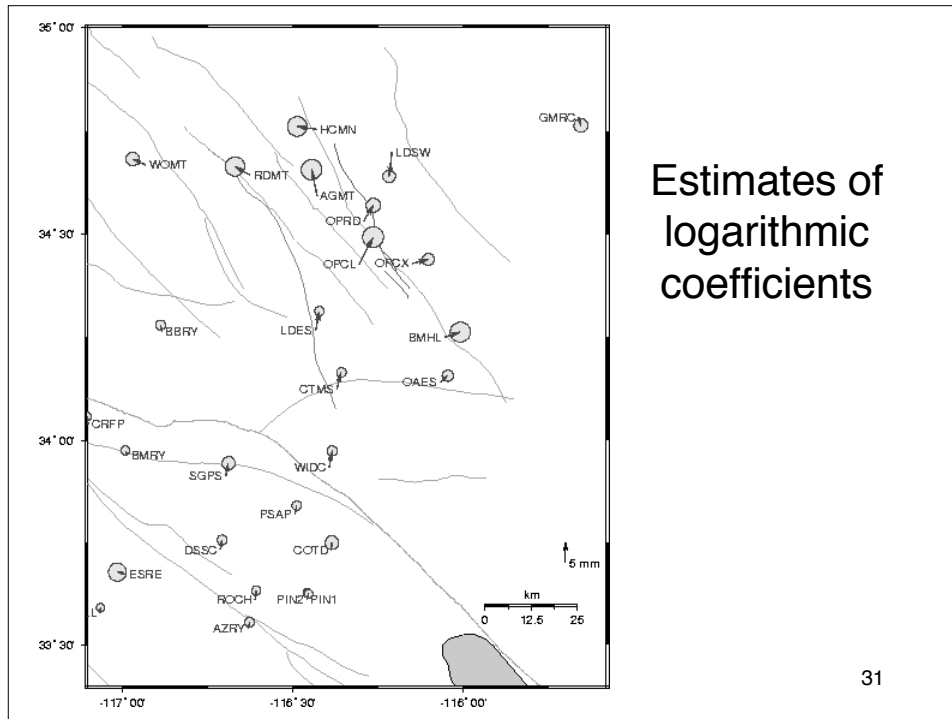 35° 00'
34° 30'
34° 00'
33° 30'
-117° 00'
-116° 30'
-116° 00'
GMRC
HCMN
LDSW
WOMT
RDMT
AGMT
OPRD
OPCL
OPCX
LDES
BBRY
BMHL
CTMS
OAES
CRFP
BMRY
SGPS
WIDC
PSAP
DSSC
COTD
ESRE
ROCH
PIN2 PIN1
AZRY
5 mm
km
0 12.5 25
Estimates of
logarithmic
coefficients
31